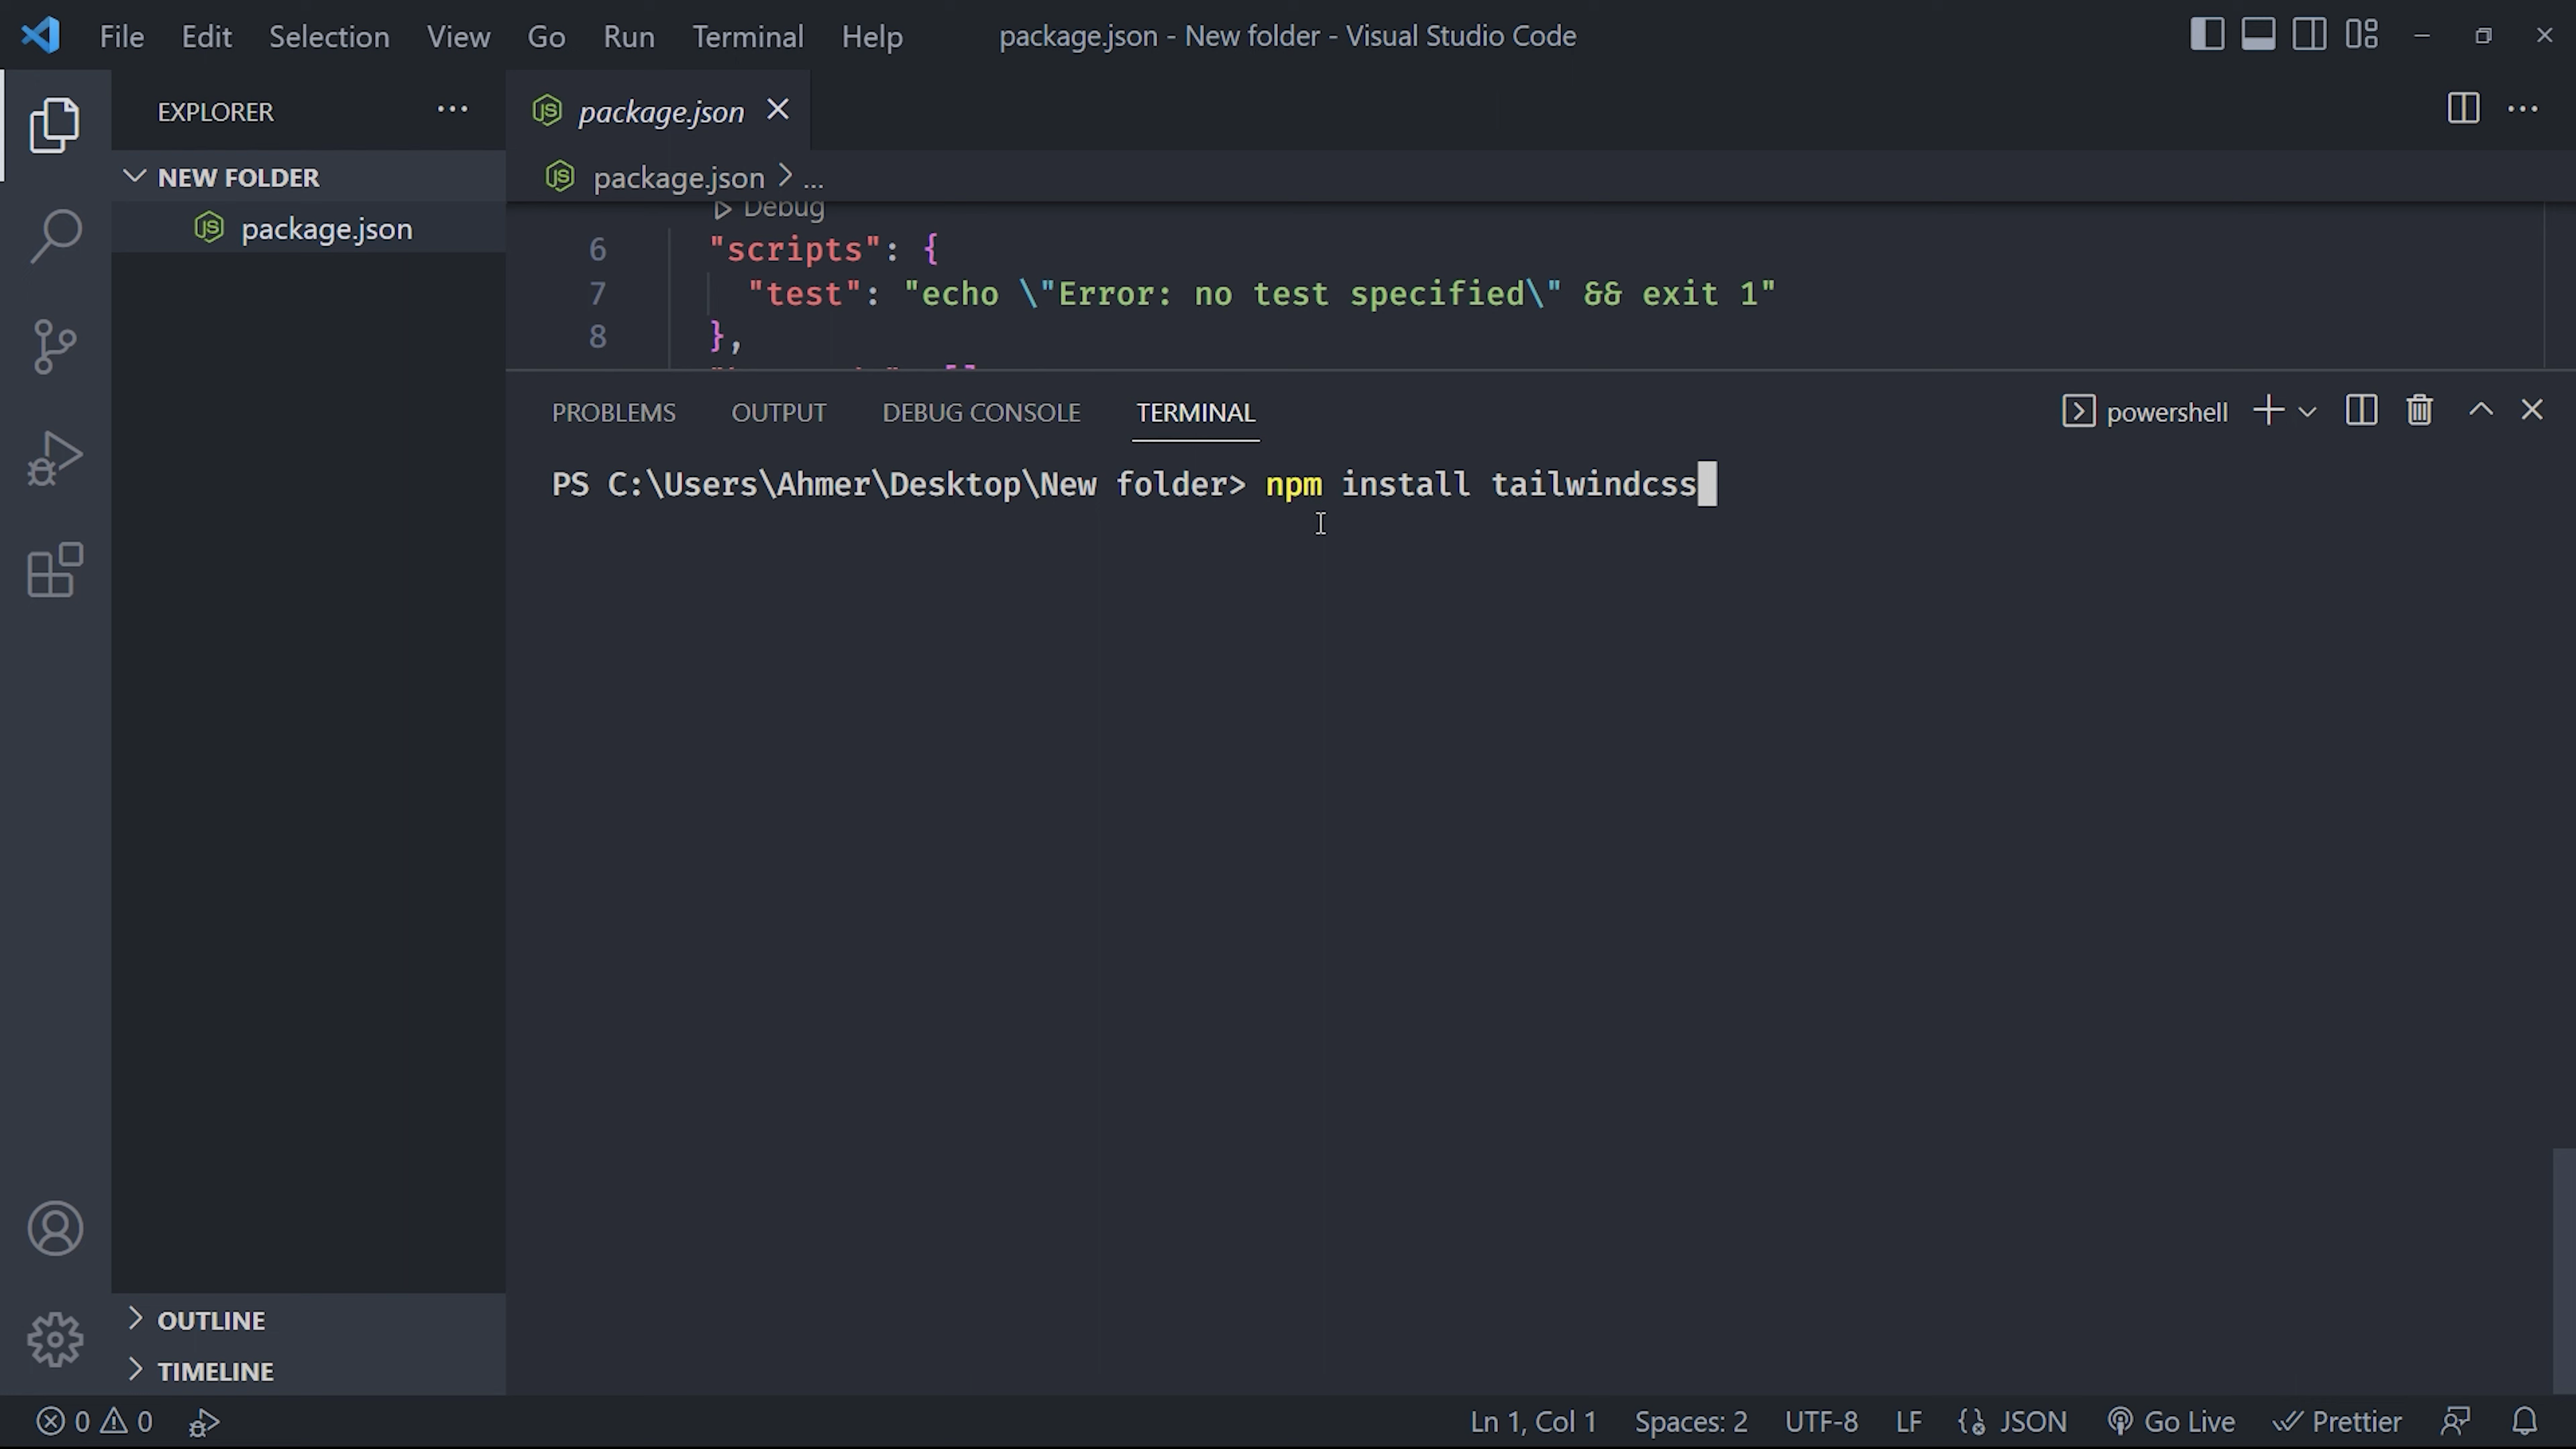 File Edit Selection View Go Run Terminal Help package.json - New folder - Visual Studio Code
EXPLORER
NEW FOLDER
package.json
package.json
package.json > ...
Debug
6 "scripts": {
7 "test": "echo \"Error: no test specified\" && exit 1"
8 },
PROBLEMS OUTPUT DEBUG CONSOLE TERMINAL powershell
PS C:\Users\Ahmer\Desktop\New folder> npm install tailwindcss
OUTLINE
TIMELINE
0 0 Ln 1, Col 1 Spaces: 2 UTF-8 LF JSON Go Live Prettier